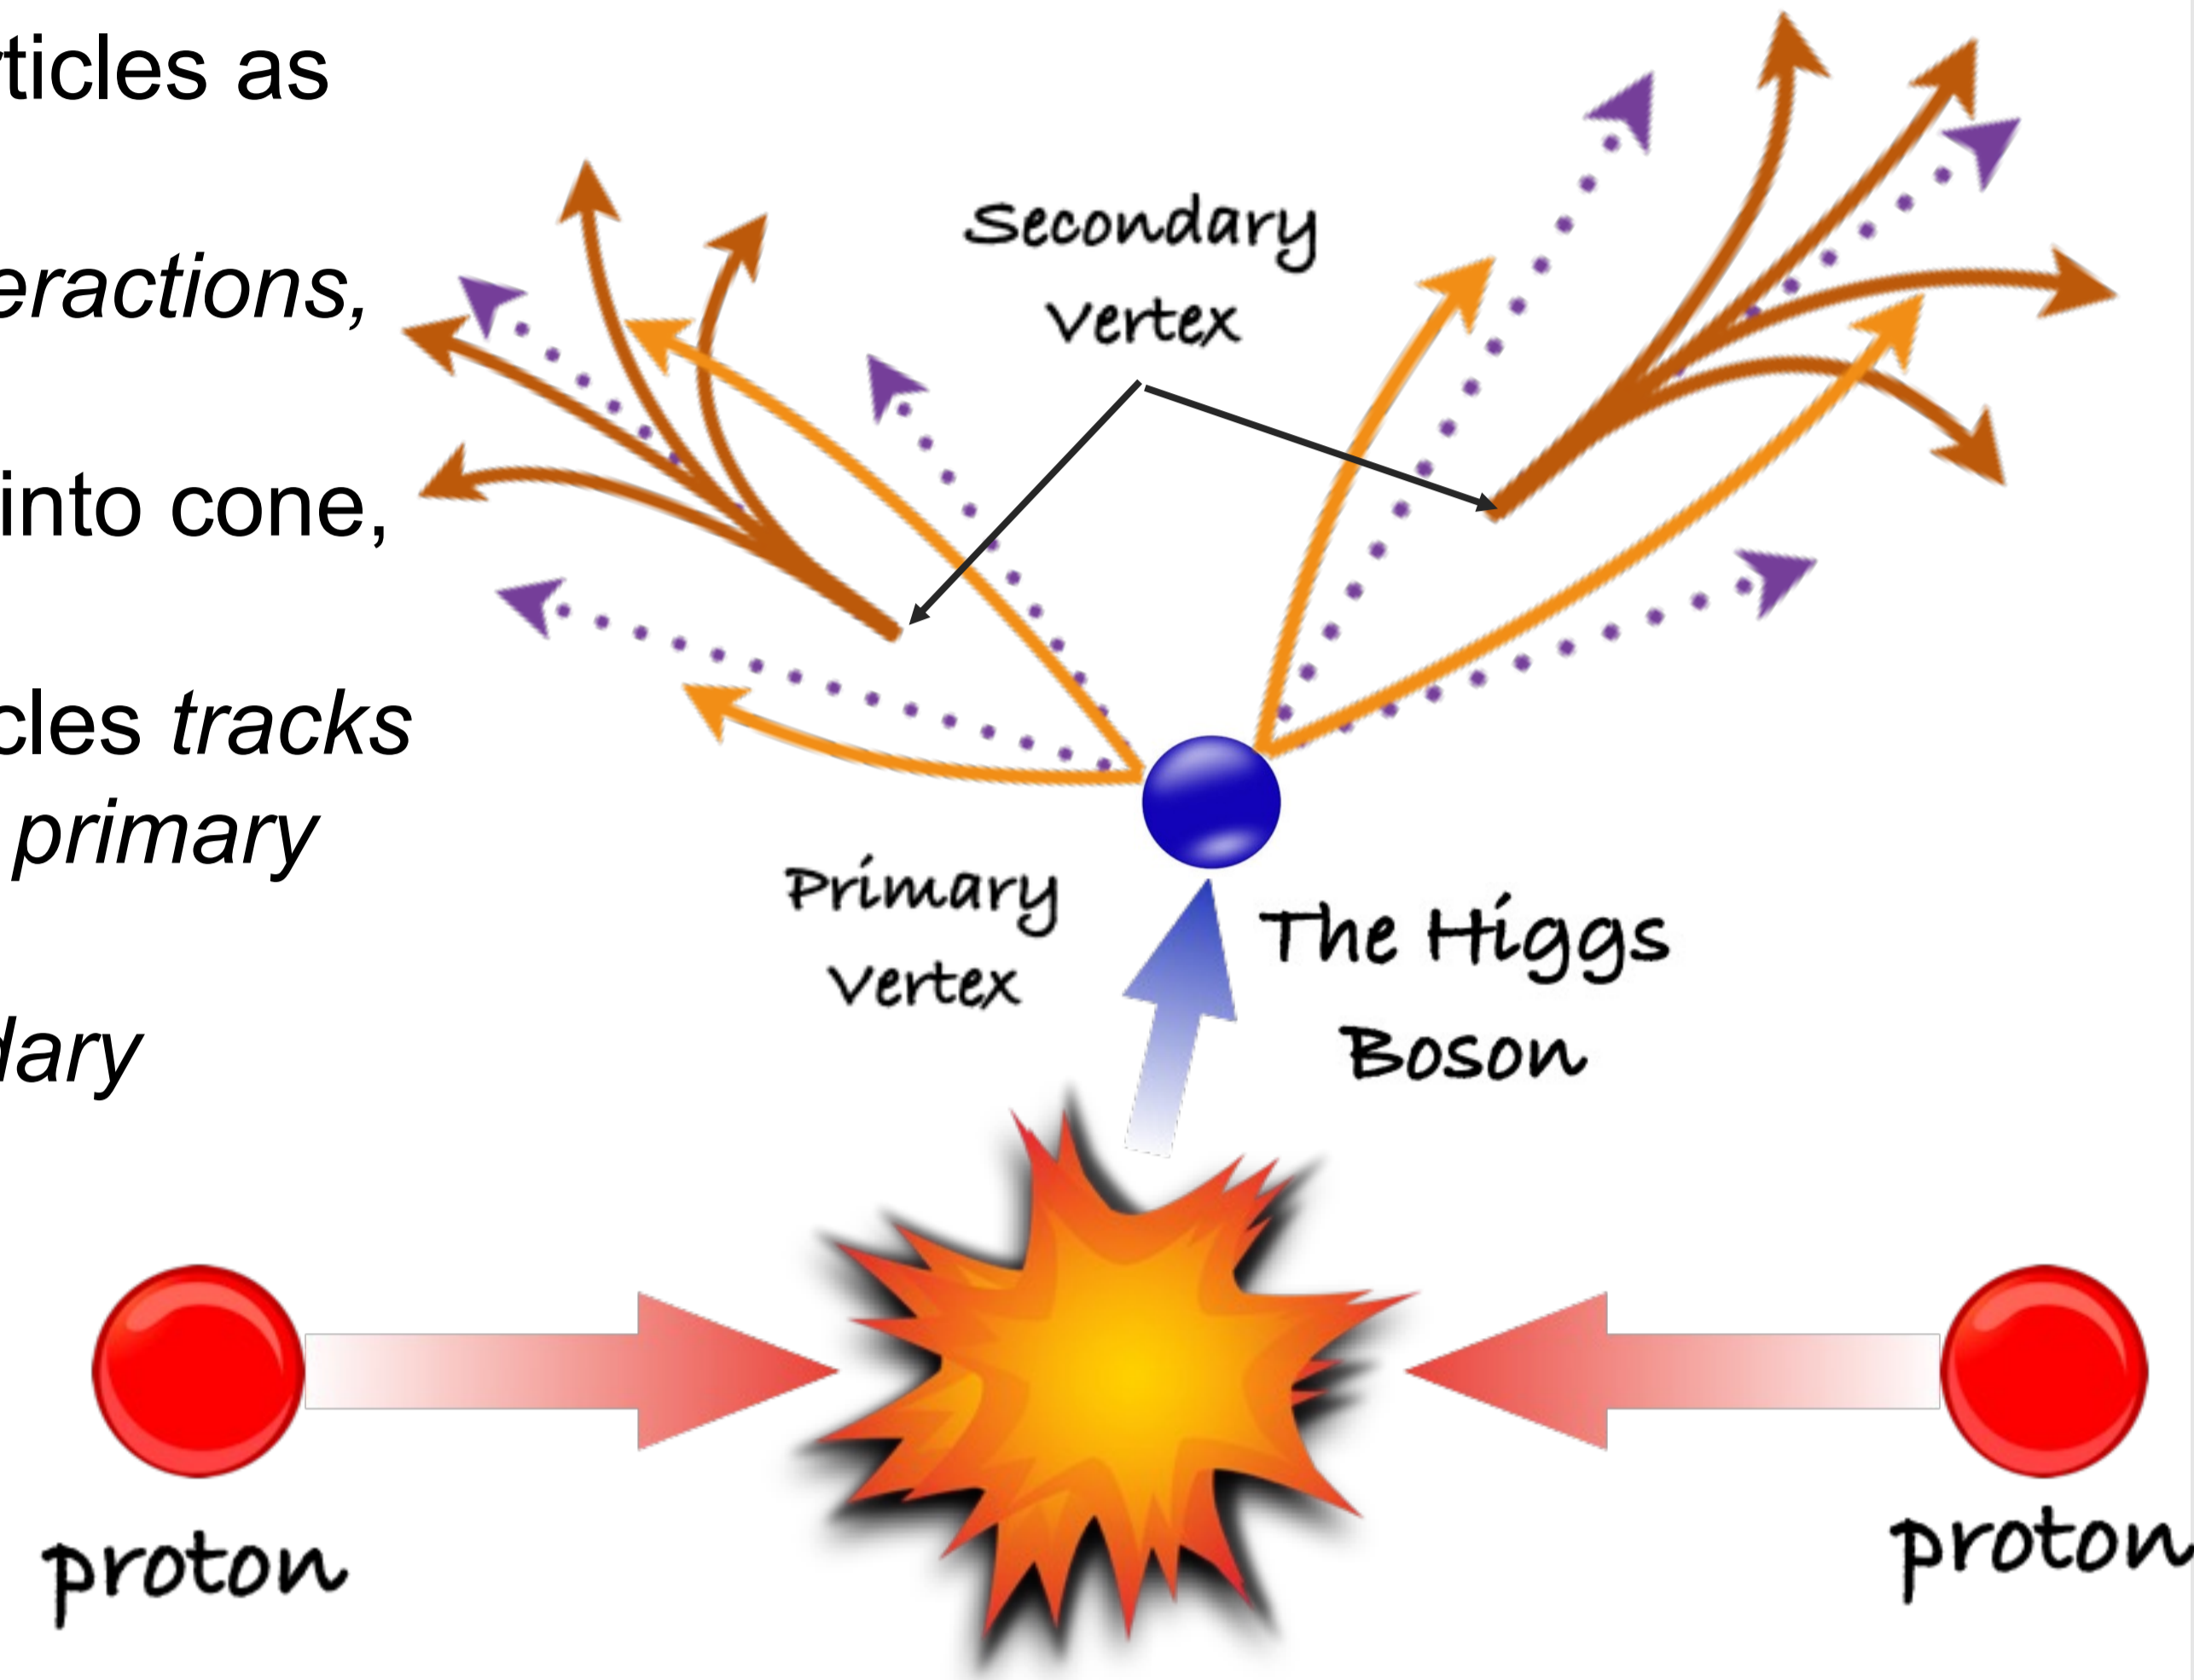 ticles as
eractions,
into cone,
cles tracks
primary
dary
Secondary
Vertex
Primary
Vertex
The Higgs
Boson
proton
proton